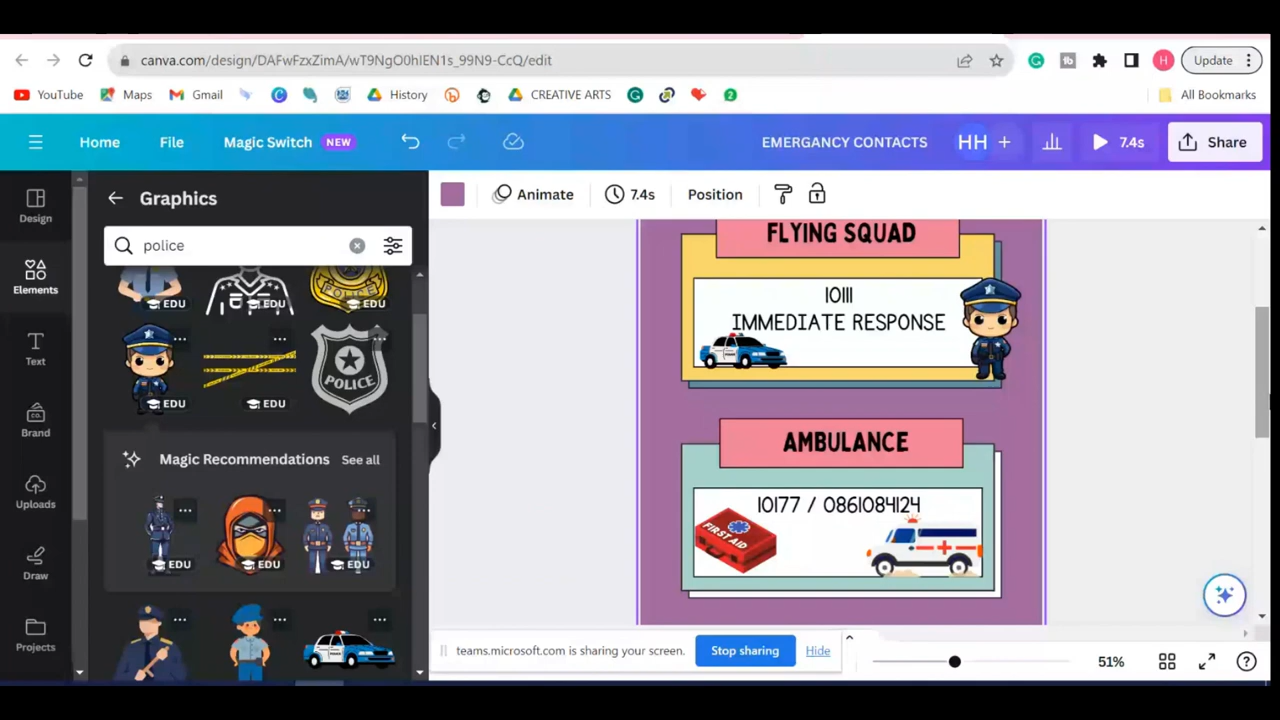 canva.com/design/DAFwFzxZimA/wT9NgO0hIEN1s_99N9-CcQ/edit
Update
YouTube
Maps
Gmail
History
CREATIVE ARTS
All Bookmarks
Home
File
Magic Switch
NEW
EMERGANCY CONTACTS
HH
7.4s
Share
Design
Elements
Text
Brand
Uploads
Draw
Projects
Graphics
police
EDU
EDU
POLICE
EDU
EDU
EDU
POLICE
Magic Recommendations
See all
EDU
EDU
EDU
Animate
7.4s
Position
FLYING SQUAD
10111
IMMEDIATE RESPONSE
AMBULANCE
10177 / 0861084124
FIRST AID
teams.microsoft.com is sharing your screen.
Stop sharing
Hide
51%